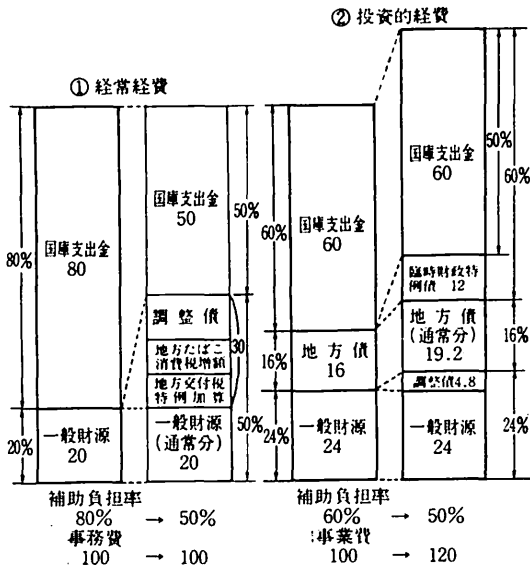 ① 経常経費
80%
20%
国庫支出金
80
一般財源
20
国庫支出金
50
調整債
地方たばこ
消費税増額
地方交付税
特例加算
一般財源
(通常分)
20
50%
30
50%
補助負担率
80% → 50%
事務費
100 → 100
② 投資的経費
60%
16%
24%
国庫支出金
60
地方債
16
一般財源
24
国庫支出金
60
臨時財政特
例債 12
地方債
(通常分)
19.2
調整債4.8
一般財源
24
50%
60%
16%
24%
補助負担率
60% → 50%
事業費
100 → 120